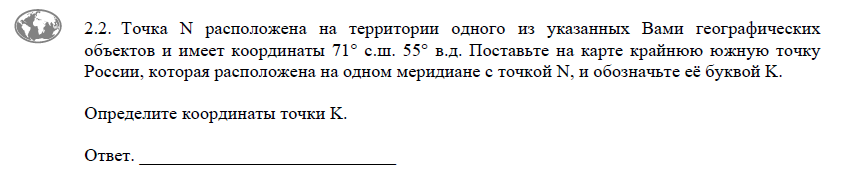 2.2. Точка N расположена на территории одного из указанных Вами географических
объектов и имеет координаты 71° с.ш. 55° в.д. Поставьте на карте крайнюю южную точку
России, которая расположена на одном меридиане с точкой N, и обозначьте её буквой K.
Определите координаты точки K.
Ответ. ____________________________